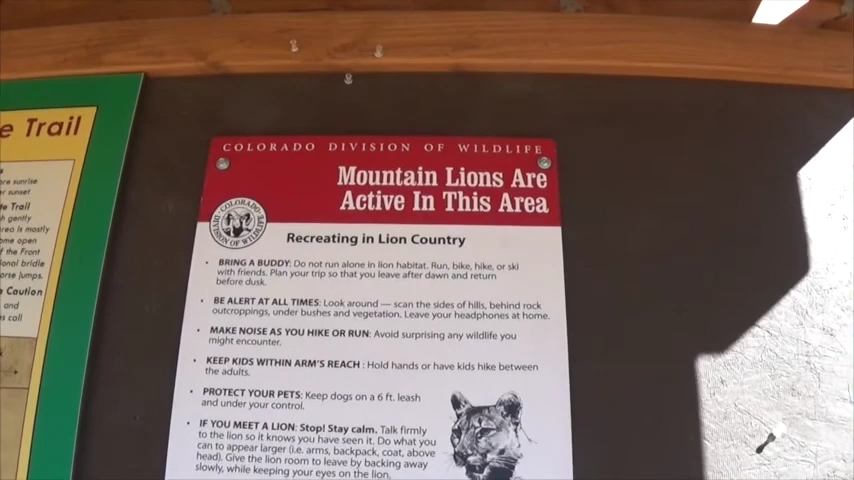 e Trail
re sunrise
er sunset
te Trail
h gently
area is mostly
ome open
f the Front
ional bridle
orse jumps.
Caution
and
s call
COLORADO DIVISION OF WILDLIFE
Mountain Lions Are
Active In This Area
COLORADO
DIVISION OF WILDLIFE
Recreating in Lion Country
• BRING A BUDDY: Do not run alone in lion habitat. Run, bike, hike, or ski
with friends. Plan your trip so that you leave after dawn and return
before dusk.
• BE ALERT AT ALL TIMES: Look around — scan the sides of hills, behind rock
outcroppings, under bushes and vegetation. Leave your headphones at home.
• MAKE NOISE AS YOU HIKE OR RUN: Avoid surprising any wildlife you
might encounter.
• KEEP KIDS WITHIN ARM'S REACH : Hold hands or have kids hike between
the adults.
• PROTECT YOUR PETS: Keep dogs on a 6 ft. leash
and under your control.
• IF YOU MEET A LION: Stop! Stay calm. Talk firmly
to the lion so it knows you have seen it. Do what you
can to appear larger (i.e. arms, backpack, coat, above
head). Give the lion room to leave by backing away
slowly, while keeping your eyes on the lion.